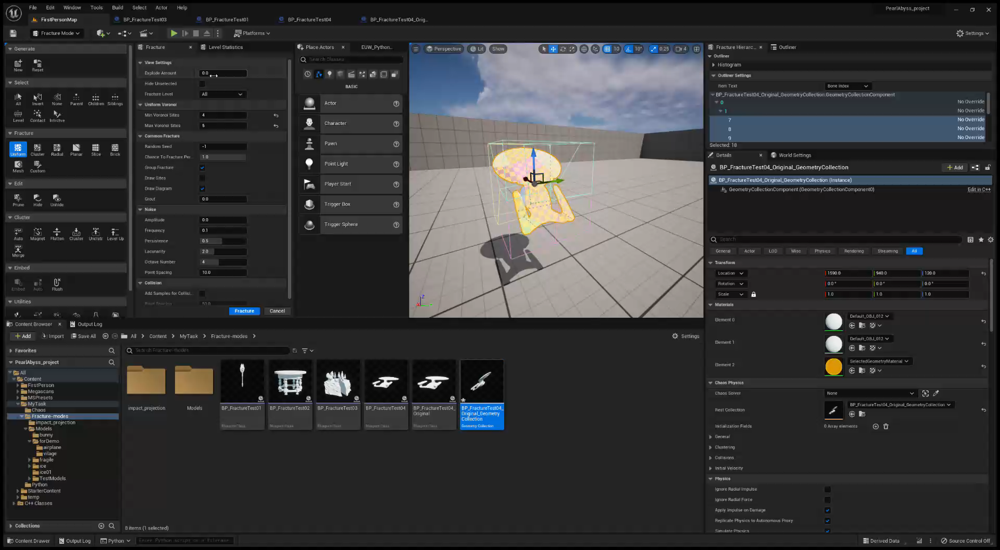 File Edit Window Tools Build Select Actor Help
PearlAbyss_project
FirstPersonMap
BP_FractureTest03
BP_FractureTest01
BP_FractureTest04
BP_FractureTest04_Orig...
Fracture Mode
Platforms
Settings
Generate
New Reset
Select
All Invert None Parent Children Siblings
Level Contact Intrctve
Fracture
Uniform Cluster Radial Planar Slice Brick
Mesh Custom
Edit
Prune Hide Unhide
Cluster
Auto Magnet Flatten Cluster Unclstr Level Up
Merge
Embed
Embed Auto Flush
Utilities
Fracture
Level Statistics
View Settings
Explode Amount 0.0
Hide Unselected
Fracture Level All
Uniform Voronoi
Min Voronoi Sites 4
Max Voronoi Sites 5
Common Fracture
Random Seed -1
Chance To Fracture Per... 1.0
Group Fracture
Draw Sites
Draw Diagram
Grout 0.0
Noise
Amplitude 0.0
Frequency 0.1
Persistence 0.5
Lacunarity 2.0
Octave Number 4
Point Spacing 10.0
Collision
Add Samples for Collisi...
Point Spacing 50.0
Fracture Cancel
Place Actors
EUW_Python...
Search Classes
BASIC
Actor
Character
Pawn
Point Light
Player Start
Trigger Box
Trigger Sphere
Perspective Lit Show
10 10° 0.25 4
Z
X
Fracture Hierarc...
Outliner
Outliner
Histogram
Outliner Settings
Item Text Bone Index
BP_FractureTest04_Original_GeometryCollection.GeometryCollectionComponent
0 No Override
1 No Override
7 No Override
8 No Override
9 No Override
Selected: 18
Details
World Settings
BP_FractureTest04_Original_GeometryCollection
Add
BP_FractureTest04_Original_GeometryCollection (Instance)
GeometryCollectionComponent (GeometryCollectionComponent0) Edit in C++
Search
General Actor LOD Misc Physics Rendering Streaming All
Transform
Location 1590.0 940.0 120.0
Rotation 0.0° 0.0° 0.0°
Scale 1.0 1.0 1.0
Materials
Element 0 Default_OBJ_012
Element 1 Default_OBJ_012
Element 2 SelectedGeometryMaterial
Chaos Physics
Chaos Solver None
Rest Collection BP_FractureTest04_Original_GeometryCollection
Initialization Fields 0 Array elements
General
Clustering
Collisions
Initial Velocity
Physics
Ignore Radial Impulse
Ignore Radial Force
Apply Impulse on Damage
Replicate Physics to Autonomous Proxy
Simulate Physics
Content Browser
Output Log
Add Import Save All All Content MyTask Fracture-modes
Settings
Favorites
PearlAbyss_project
All
Content
FirstPerson
Megascans
MSPresets
MyTask
Chaos
Fracture-modes
impact_projection
Models
bunny
forDemo
airplane
vilage
fragile
ice
ice01
TestModels
Python
StarterContent
temp
C++ Classes
Collections
Search Fracture-modes
impact_projection
Models
BP_FractureTest01
Blueprint Class
BP_FractureTest02
Blueprint Class
BP_FractureTest03
Blueprint Class
BP_FractureTest04
Blueprint Class
BP_FractureTest04_
Original
Blueprint Class
BP_FractureTest04_
Original_Geometry
Collection
Geometry Collection
8 items (1 selected)
Content Drawer Output Log Python Enter Python script or a filename
Derived Data
Source Control Off